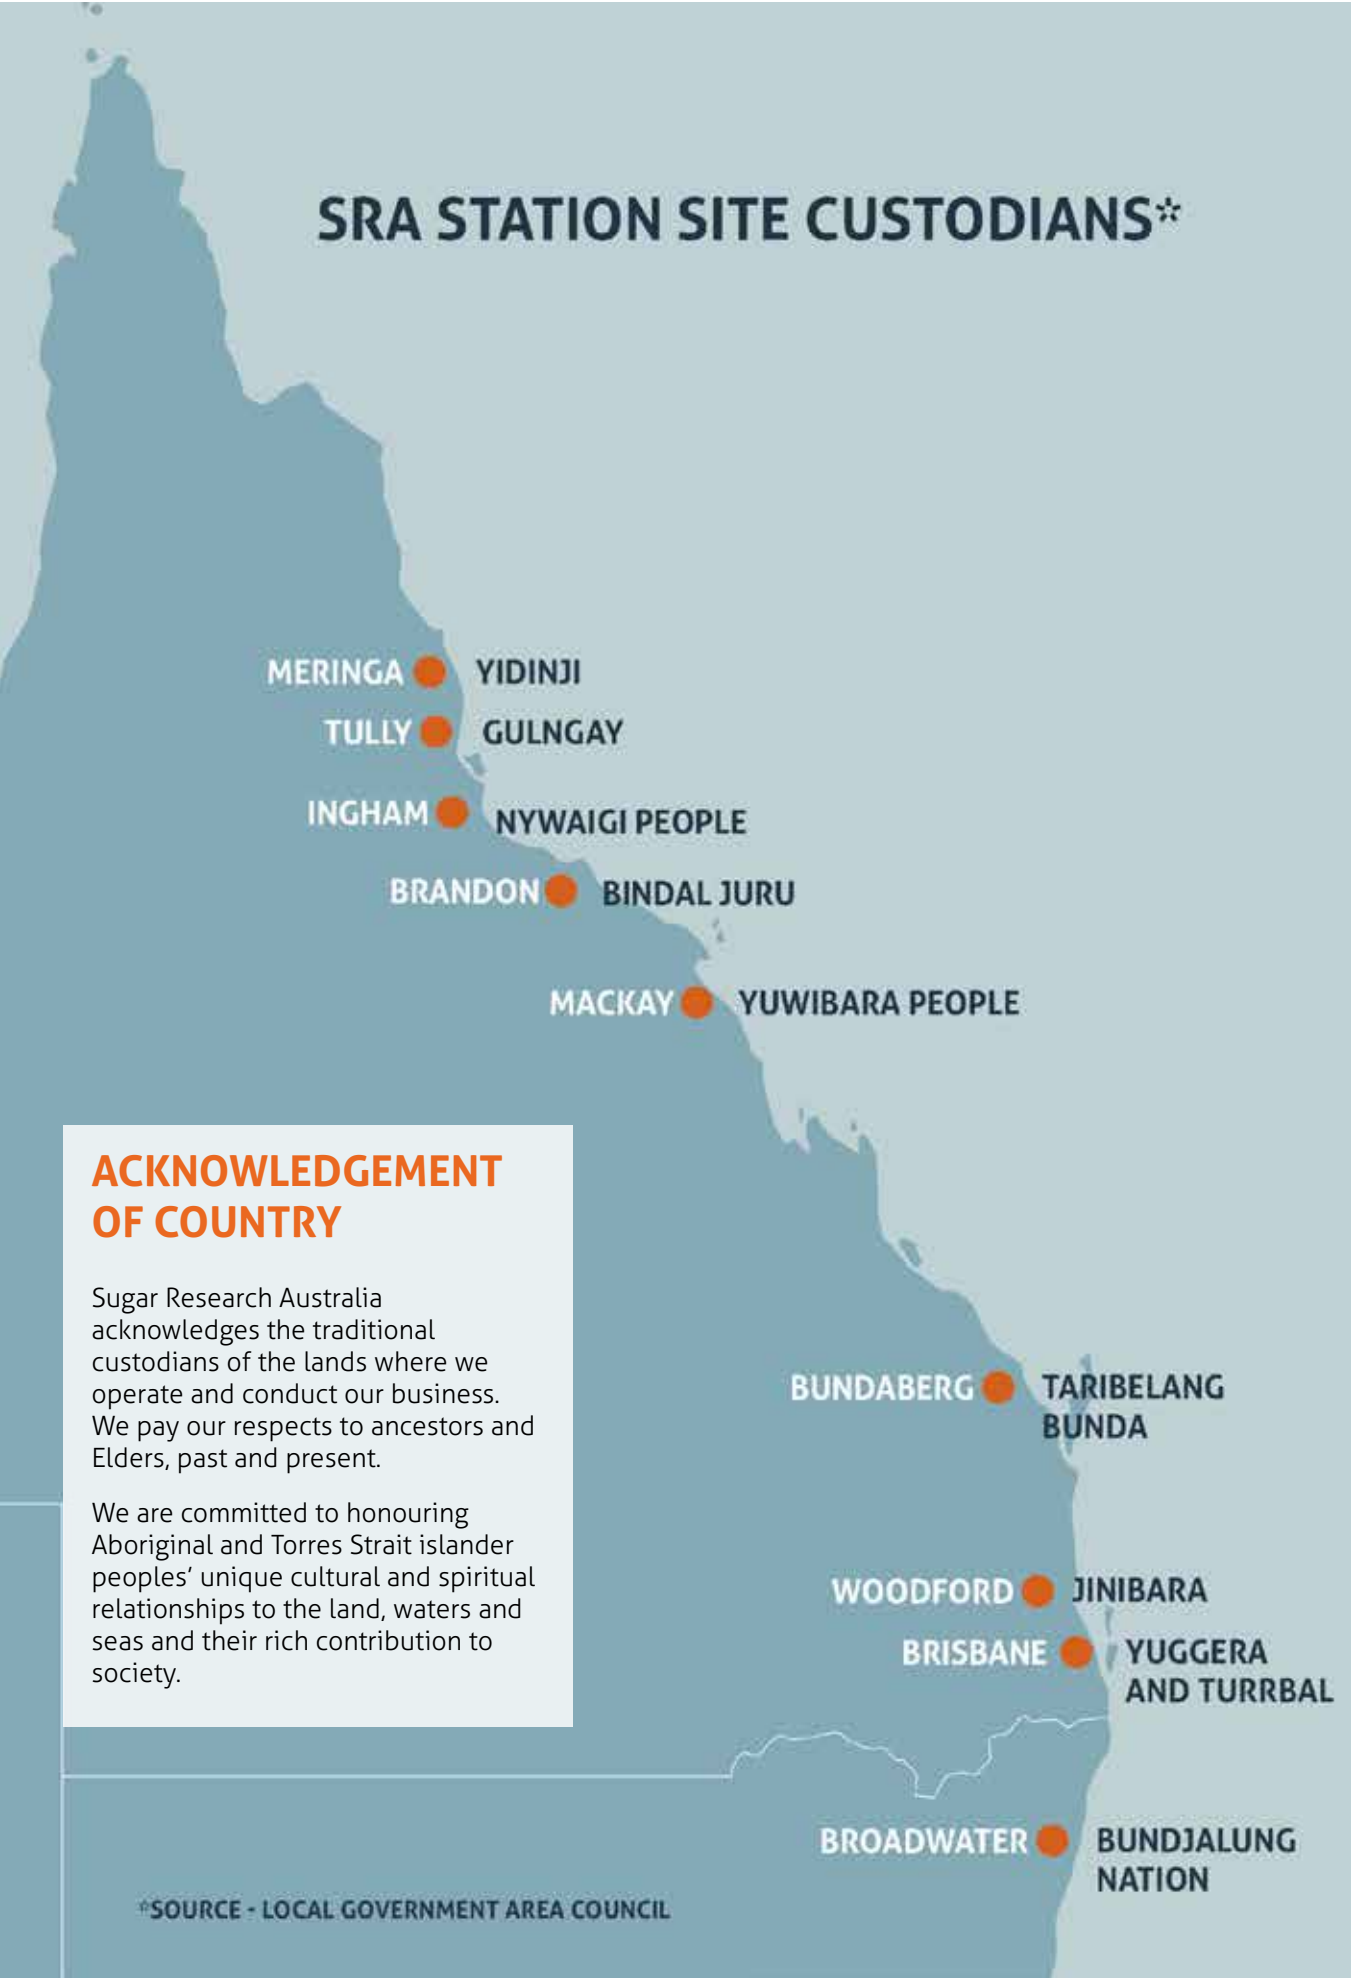 SRA STATION SITE CUSTODIANS*
MERINGA YIDINJI
TULLY GULNGAY
INGHAM NYWAIGI PEOPLE
BRANDON BINDAL JURU
MACKAY YUWIBARA PEOPLE
ACKNOWLEDGEMENT
OF COUNTRY
Sugar Research Australia
acknowledges the traditional
custodians of the lands where we
operate and conduct our business.
We pay our respects to ancestors and
Elders, past and present.
We are committed to honouring
Aboriginal and Torres Strait islander
peoples’ unique cultural and spiritual
relationships to the land, waters and
seas and their rich contribution to
society.
BUNDABERG TARIBELANG
BUNDA
WOODFORD JINIBARA
BRISBANE YUGGERA
AND TURRBAL
BROADWATER BUNDJALUNG
NATION
*SOURCE - LOCAL GOVERNMENT AREA COUNCIL